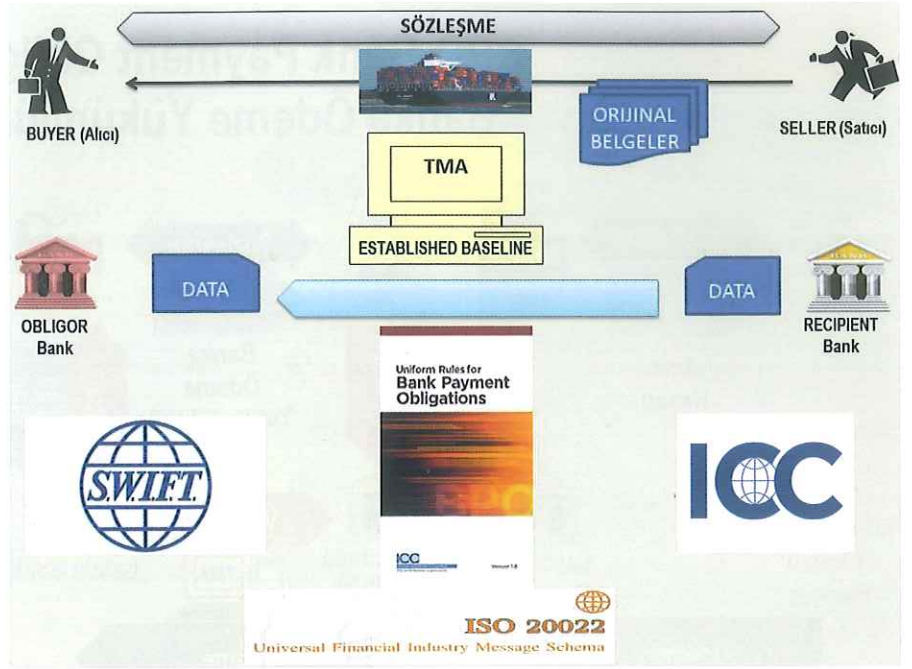 SÖZLEŞME
BUYER (Alıcı)
ORIJINAL
BELGELER
SELLER (Satıcı)
TMA
ESTABLISHED BASELINE
DATA
DATA
OBLIGOR
Bank
RECIPIENT
Bank
Uniform Rules for
Bank Payment
Obligations
S.W.I.F.T.
ICC
BPO
ICC
ISO 20022
Universal Financial Industry Message Schema